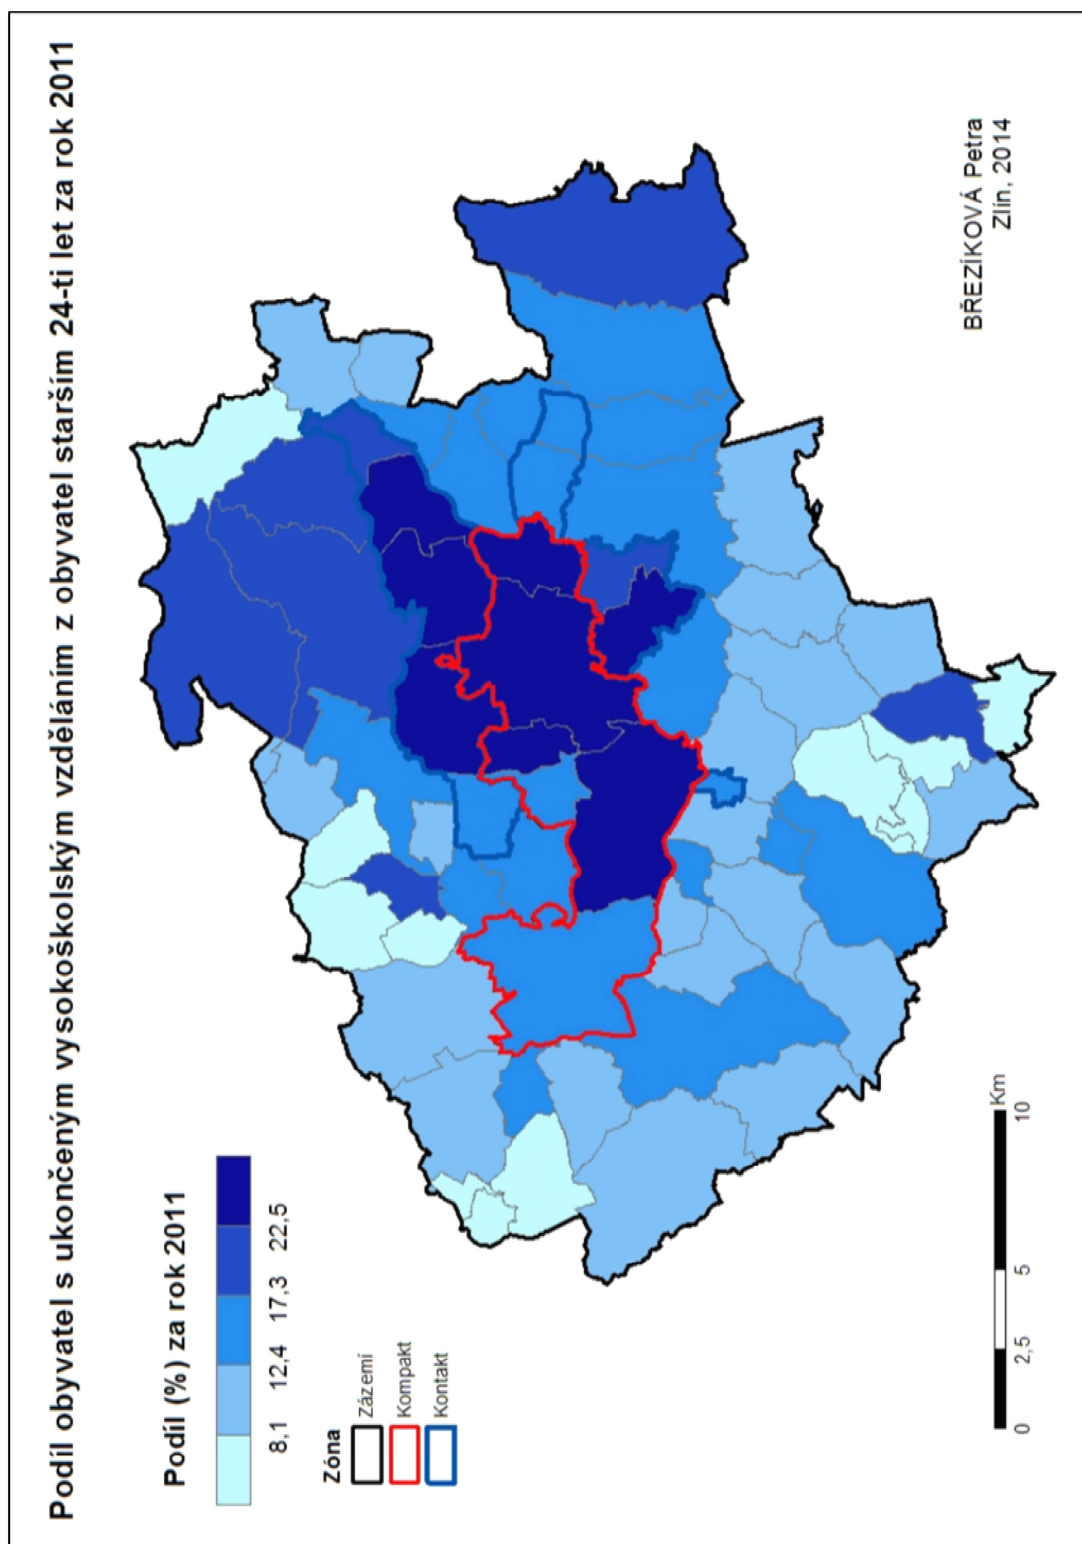 Podíl obyvatel s ukončeným vysokoškolským vzděláním z obyvatel starším 24-ti let za rok 2011
Podíl (%) za rok 2011
8,1 12,4 17,3 22,5
Zóna
Zázemí
Kompakt
Kontakt
Km
0 2,5 5 10
BŘEZÍKOVÁ Petra
Zlín, 2014